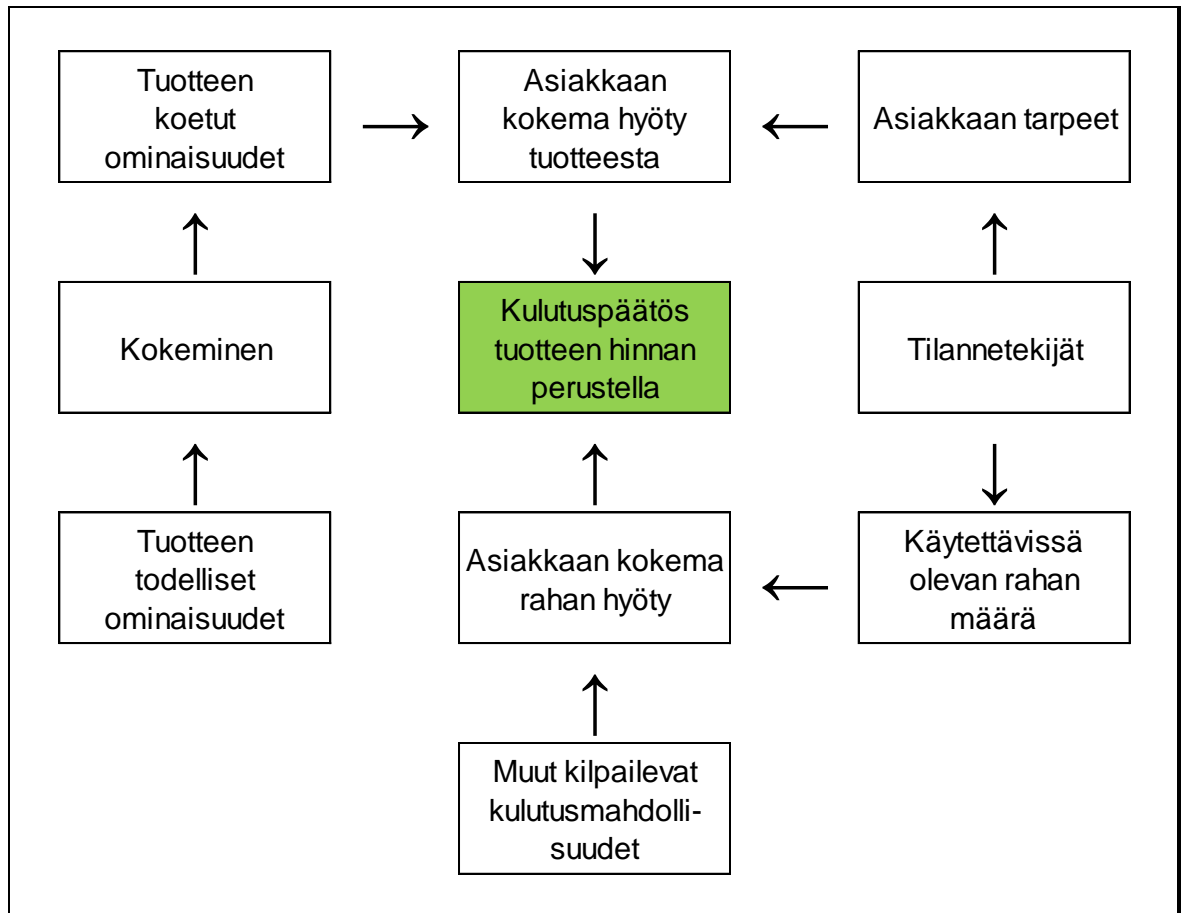 Tuotteen
koetut
ominaisuudet
Asiakkaan
kokema hyöty
tuotteesta
Asiakkaan tarpeet
Kokeminen
Kulutuspäätös
tuotteen hinnan
perustella
Tilannetekijät
Tuotteen
todelliset
ominaisuudet
Asiakkaan kokema
rahan hyöty
Käytettävissä
olevan rahan
määrä
Muut kilpailevat
kulutusmahdolli-
suudet